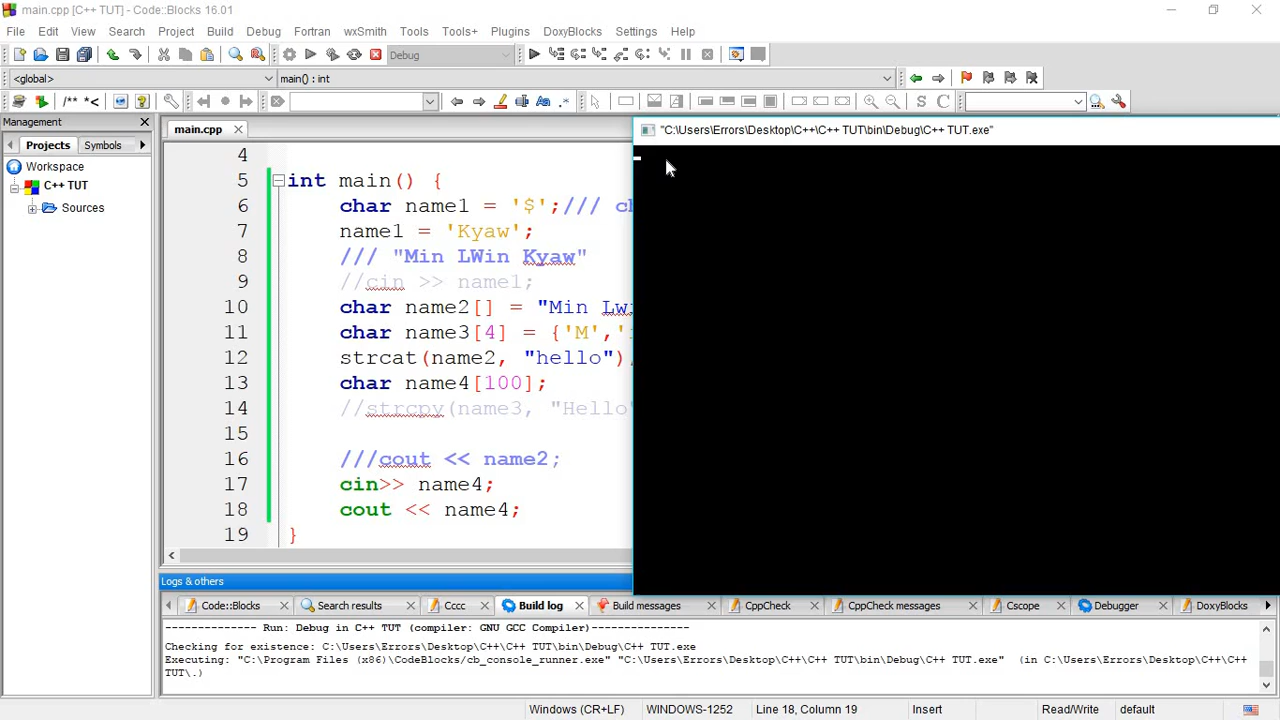 main.cpp [C++ TUT] - Code::Blocks 16.01
File Edit View Search Project Build Debug Fortran wxSmith Tools Tools+ Plugins DoxyBlocks Settings Help
Debug
<global> main() : int
/** *<
S C
Management
Projects Symbols
Workspace
C++ TUT
Sources
main.cpp
"C:\Users\Errors\Desktop\C++\C++ TUT\bin\Debug\C++ TUT.exe"
4
5 int main() {
6 char name1 = '$';/// c
7 name1 = 'Kyaw';
8 /// "Min LWin Kyaw"
9 //cin >> name1;
10 char name2[] = "Min Lw
11 char name3[4] = {'M','
12 strcat(name2, "hello")
13 char name4[100];
14 //strcpy(name3, "Hello"
15
16 ///cout << name2;
17 cin>> name4;
18 cout << name4;
19 }
Logs & others
Code::Blocks Search results Cccc Build log Build messages CppCheck CppCheck messages Cscope Debugger DoxyBlocks
-------------- Run: Debug in C++ TUT (compiler: GNU GCC Compiler)---------------
Checking for existence: C:\Users\Errors\Desktop\C++\C++ TUT\bin\Debug\C++ TUT.exe
Executing: "C:\Program Files (x86)\CodeBlocks/cb_console_runner.exe" "C:\Users\Errors\Desktop\C++\C++ TUT\bin\Debug\C++ TUT.exe" (in C:\Users\Errors\Desktop\C++\C++
TUT\.)
Windows (CR+LF) WINDOWS-1252 Line 18, Column 19 Insert Read/Write default